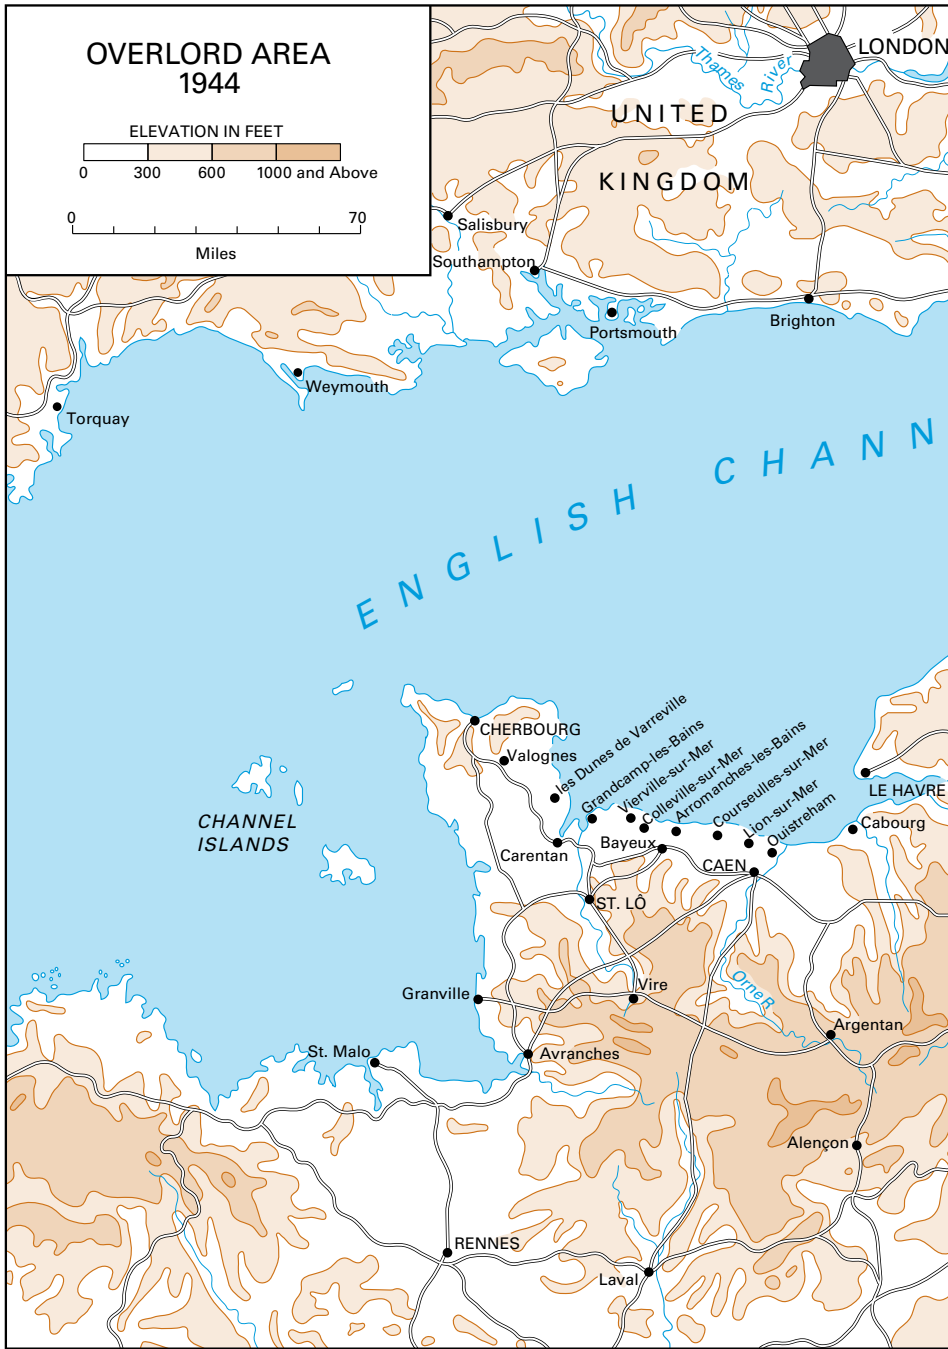 OVERLORD AREA
1944
ELEVATION IN FEET
0 300 600 1000 and Above
0 70
Miles
LONDON
Thames
River
UNITED
KINGDOM
Salisbury
Southampton
Portsmouth
Brighton
Weymouth
Torquay
ENGLISH CHANN
CHERBOURG
Valognes
les Dunes de Varreville
Grandcamp-les-Bains
Vierville-sur-Mer
Colleville-sur-Mer
Arromanches-les-Bains
Courseulles-sur-Mer
Lion-sur-Mer
Ouistreham
LE HAVRE
Cabourg
CHANNEL
ISLANDS
Carentan
Bayeux
CAEN
ST. LÔ
Granville
Vire
Orne R
Argentan
St. Malo
Avranches
Alençon
RENNES
Laval